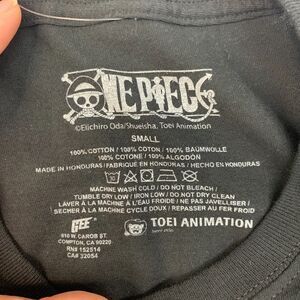 ONE PIECE
©Eiichiro Oda/Shueisha, Toei Animation
SMALL
100% COTTON / 100% COTON / 100% BAUMWOLLE
100% COTONE / 100% ALGODÓN
MADE IN HONDURAS / FABRIQUE EN HONDURAS / HECHO EN HONDURAS
MACHINE WASH COLD / DO NOT BLEACH /
TUMBLE DRY LOW / IRON LOW / DO NOT DRY CLEAN
LAVER À LA MACHINE À L'EAU FROIDE / NE PAS JAVELLISER /
SÉCHER À LA MACHINE CYCLE DOUX / REPASSER AU FER FROID
610 W. CAROB ST.
COMPTON, CA 90220
RN# 152514
CA# 32054
TOEI ANIMATION